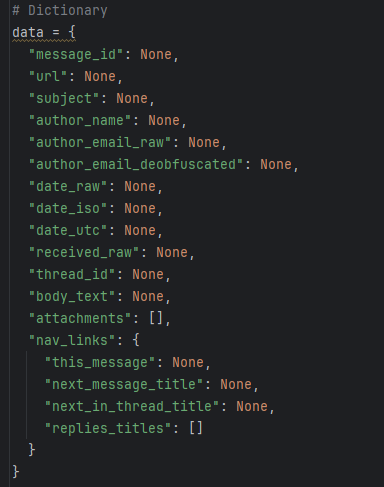 # Dictionary
data = {
  "message_id": None,
  "url": None,
  "subject": None,
  "author_name": None,
  "author_email_raw": None,
  "author_email_deobfuscated": None,
  "date_raw": None,
  "date_iso": None,
  "date_utc": None,
  "received_raw": None,
  "thread_id": None,
  "body_text": None,
  "attachments": [],
  "nav_links": {
    "this_message": None,
    "next_message_title": None,
    "next_in_thread_title": None,
    "replies_titles": []
  }
}